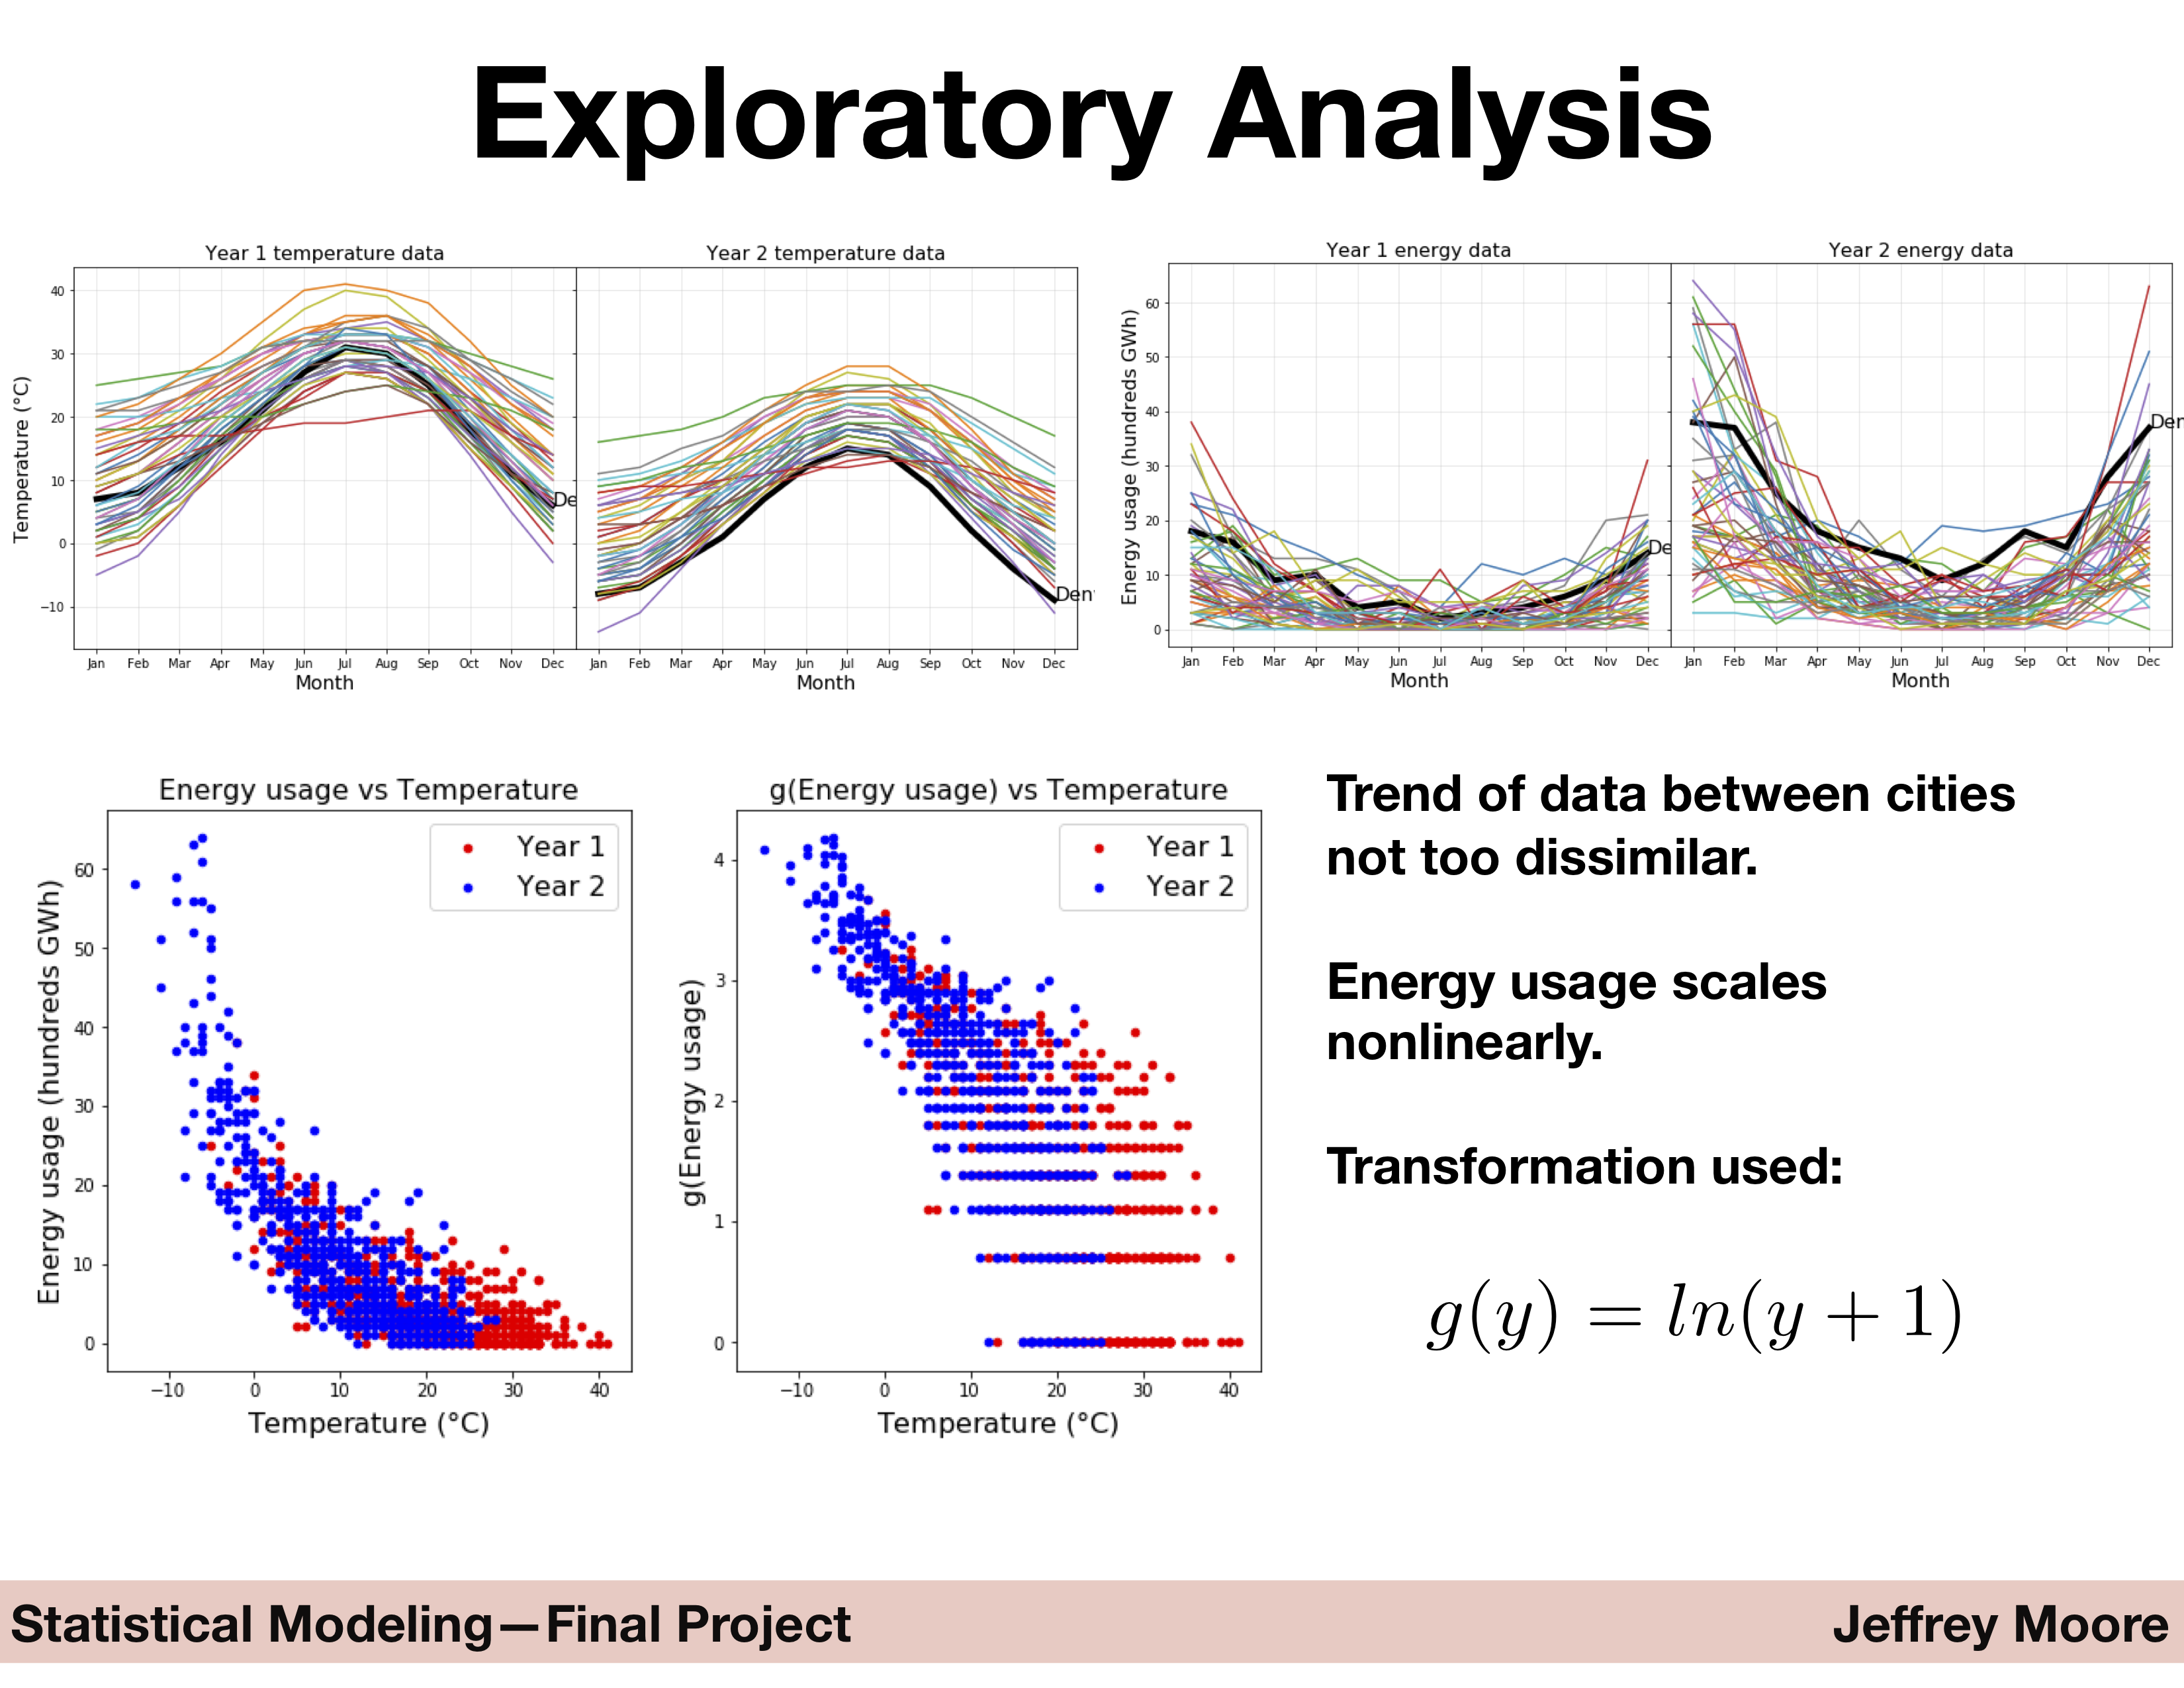 Exploratory Analysis
Year 1 temperature data
Year 2 temperature data
Temperature (°C)
40
30
20
10
0
−10
De
Den
Jan Feb Mar Apr May Jun Jul Aug Sep Oct Nov Dec
Jan Feb Mar Apr May Jun Jul Aug Sep Oct Nov Dec
Month
Month
Year 1 energy data
Year 2 energy data
Energy usage (hundreds GWh)
60
50
40
30
20
10
0
De
Den
Jan Feb Mar Apr May Jun Jul Aug Sep Oct Nov Dec
Jan Feb Mar Apr May Jun Jul Aug Sep Oct Nov Dec
Month
Month
Energy usage vs Temperature
Year 1
Year 2
Energy usage (hundreds GWh)
60
50
40
30
20
10
0
−10 0 10 20 30 40
Temperature (°C)
g(Energy usage) vs Temperature
Year 1
Year 2
g(Energy usage)
4
3
2
1
0
−10 0 10 20 30 40
Temperature (°C)
Trend of data between cities
not too dissimilar.
Energy usage scales
nonlinearly.
Transformation used:
g(y) = ln(y + 1)
Statistical Modeling—Final Project
Jeffrey Moore